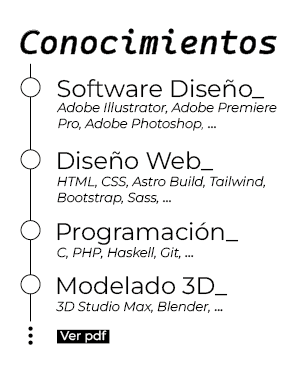 Conocimientos
Software Diseño_
Adobe Illustrator, Adobe Premiere
Pro, Adobe Photoshop, ...
Diseño Web_
HTML, CSS, Astro Build, Tailwind,
Bootstrap, Sass, ...
Programación_
C, PHP, Haskell, Git, ...
Modelado 3D_
3D Studio Max, Blender, ...
Ver pdf